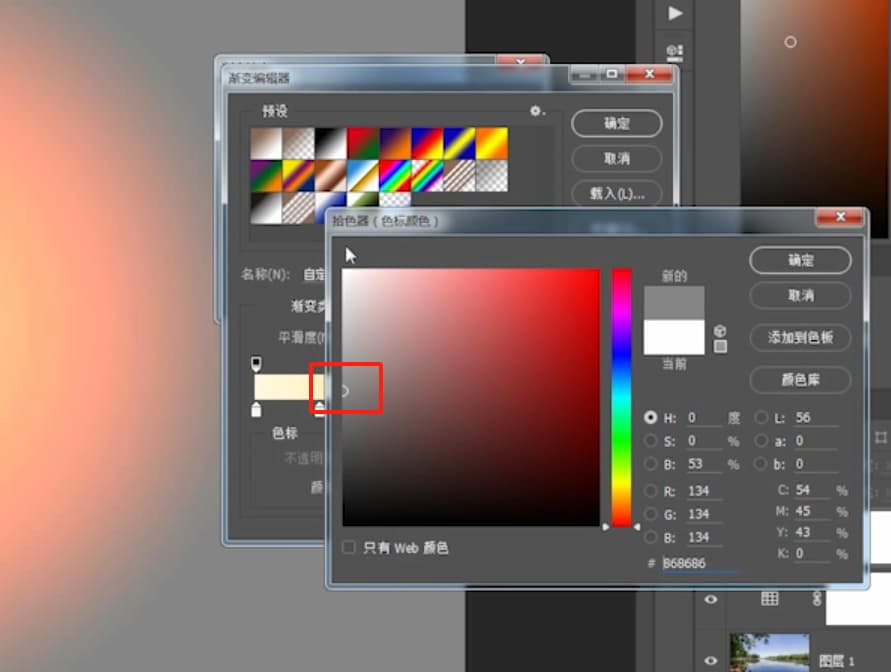 渐变编辑器
预设
确定
取消
载入(L)...
拾色器（色标颜色）
名称(N): 自定
渐变类
平滑度(M
色标
不透明
颜
新的
当前
确定
取消
添加到色板
颜色库
H: 0 度
S: 0 %
B: 53 %
R: 134
G: 134
B: 134
L: 56
a: 0
b: 0
C: 54 %
M: 45 %
Y: 43 %
K: 0 %
# 868686
只有 Web 颜色
图层 1